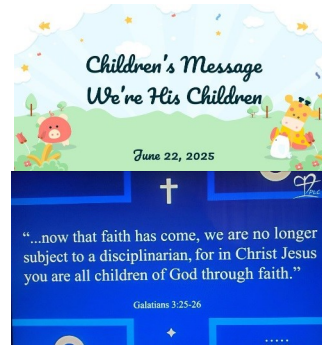 Children's Message
We're His Children
June 22, 2025
“...now that faith has come, we are no longer
subject to a disciplinarian, for in Christ Jesus
you are all children of God through faith.”
Galatians 3:25-26